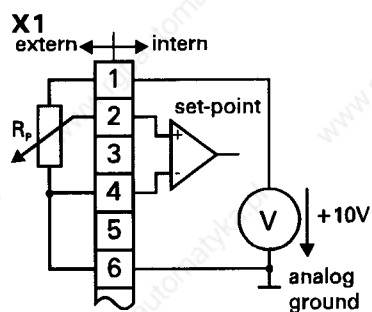 X1
extern intern
1
2
set-point
3
Rₚ
+
-
4
5
V
+10V
6
analog
ground